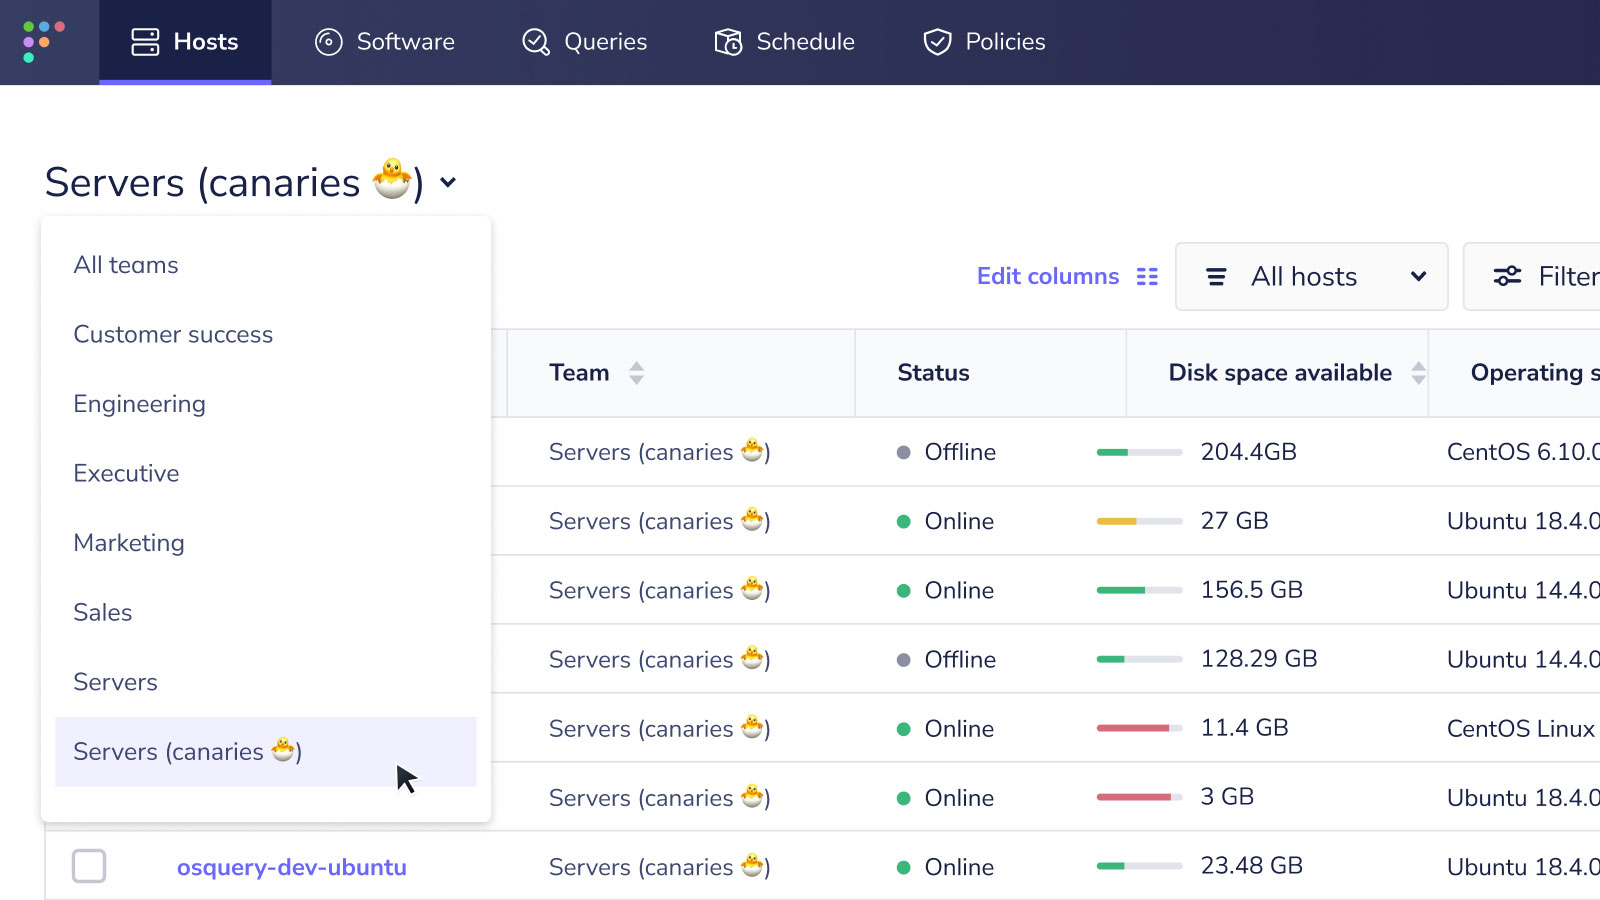 Hosts Software Queries Schedule Policies
Servers (canaries 🐣)
All teams
Customer success
Engineering
Executive
Marketing
Sales
Servers
Servers (canaries 🐣)
Edit columns All hosts Filter
Team Status Disk space available Operating s
Servers (canaries 🐣) Offline 204.4GB CentOS 6.10.0
Servers (canaries 🐣) Online 27 GB Ubuntu 18.4.0
Servers (canaries 🐣) Online 156.5 GB Ubuntu 14.4.0
Servers (canaries 🐣) Offline 128.29 GB Ubuntu 14.4.0
Servers (canaries 🐣) Online 11.4 GB CentOS Linux
Servers (canaries 🐣) Online 3 GB Ubuntu 18.4.0
osquery-dev-ubuntu Servers (canaries 🐣) Online 23.48 GB Ubuntu 18.4.0